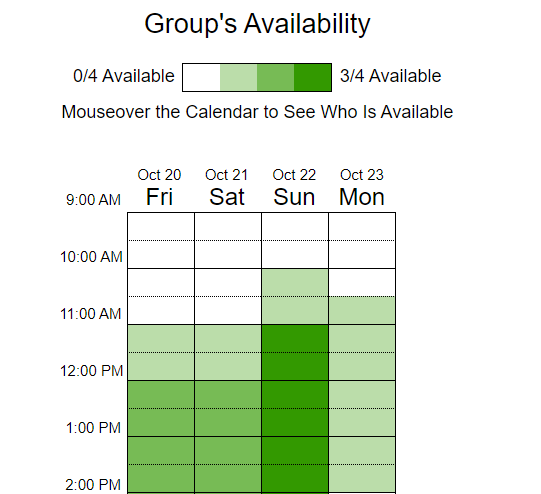 Group's Availability
0/4 Available 3/4 Available
Mouseover the Calendar to See Who Is Available
Oct 20 Oct 21 Oct 22 Oct 23
Fri Sat Sun Mon
9:00 AM
10:00 AM
11:00 AM
12:00 PM
1:00 PM
2:00 PM